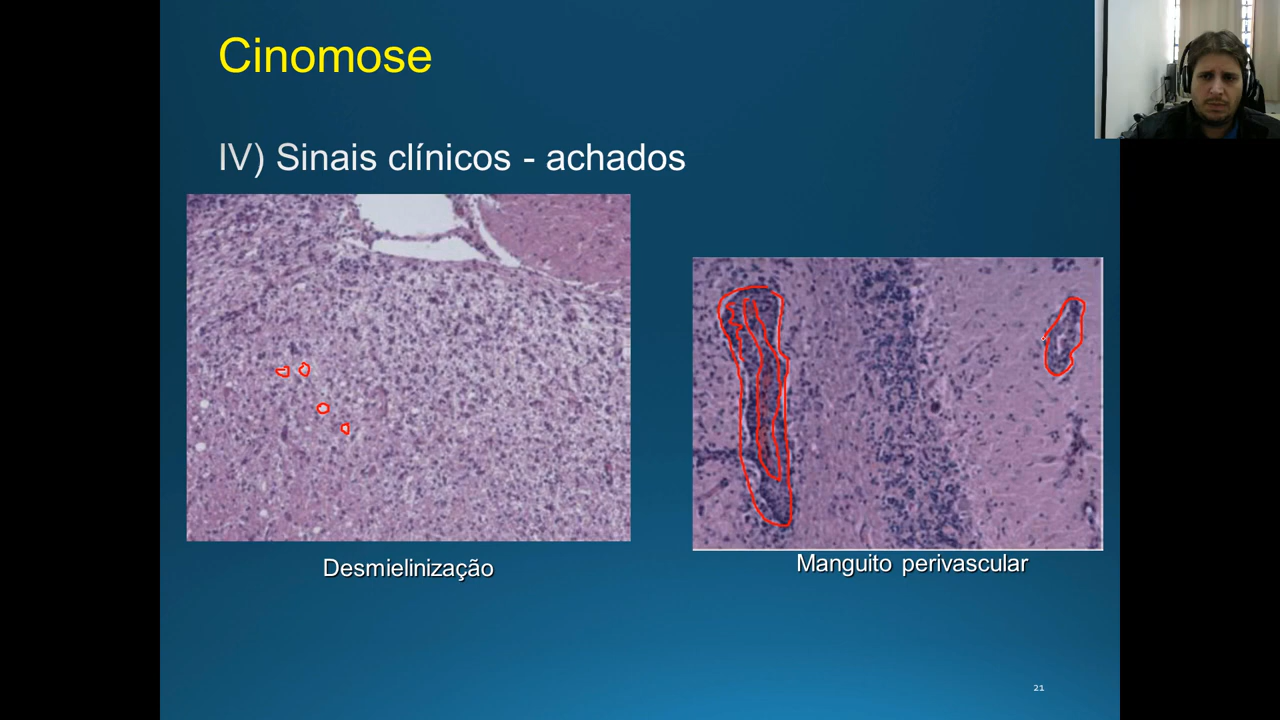 Cinomose
IV) Sinais clínicos - achados
Desmielinização
Manguito perivascular
21